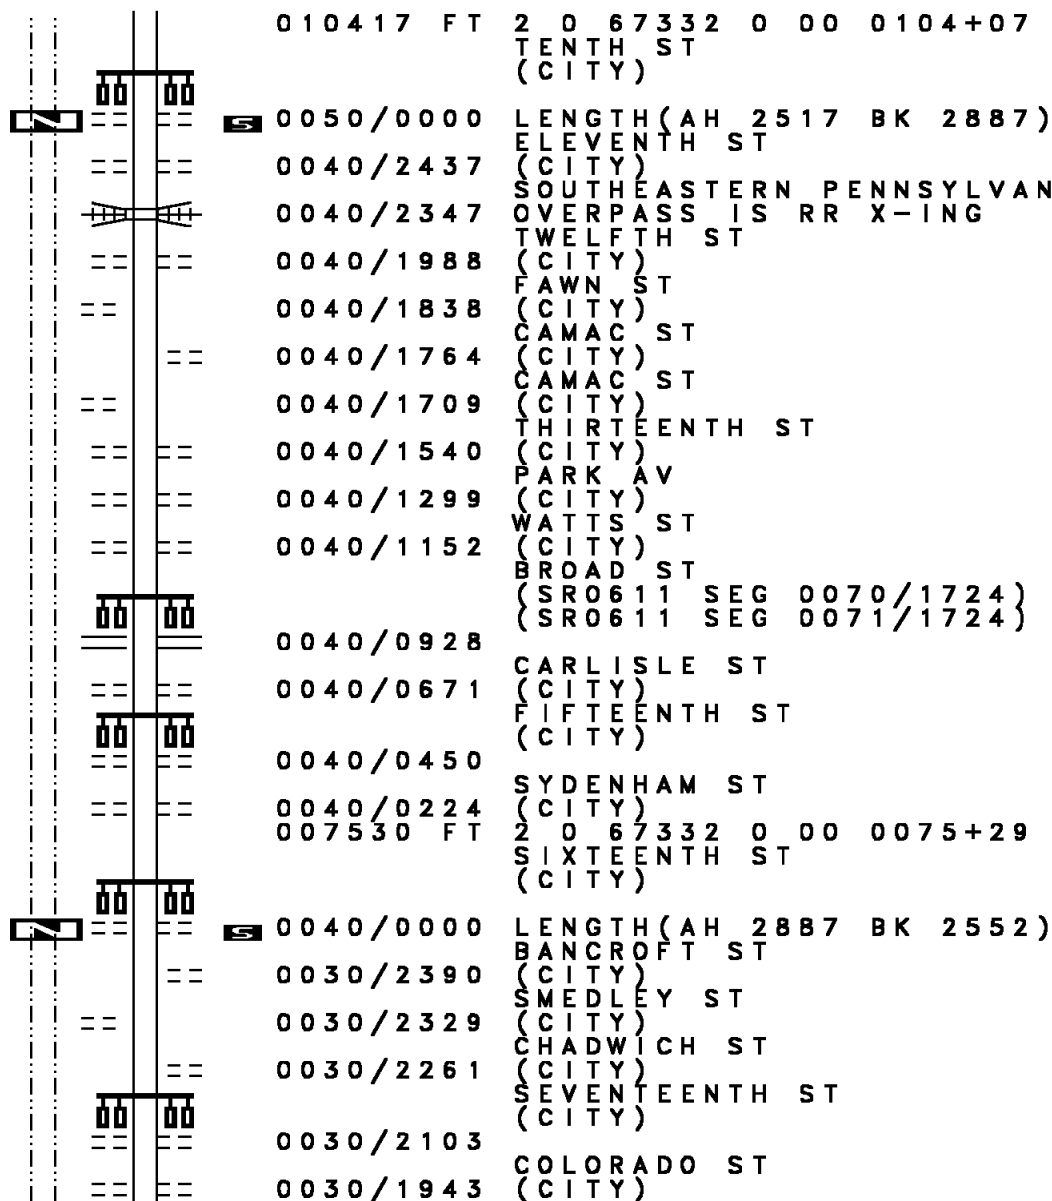 010417 FT 2 0 67332 0 00 0104+07
TENTH ST
(CITY)
S 0050/0000 LENGTH(AH 2517 BK 2887)
ELEVENTH ST
0040/2437 (CITY)
SOUTHEASTERN PENNSYLVAN
0040/2347 OVERPASS IS RR X-ING
TWELFTH ST
0040/1988 (CITY)
FAWN ST
0040/1838 (CITY)
CAMAC ST
0040/1764 (CITY)
CAMAC ST
0040/1709 (CITY)
THIRTEENTH ST
0040/1540 (CITY)
PARK AV
0040/1299 (CITY)
WATTS ST
0040/1152 (CITY)
BROAD ST
(SR0611 SEG 0070/1724)
(SR0611 SEG 0071/1724)
0040/0928
CARLISLE ST
0040/0671 (CITY)
FIFTEENTH ST
(CITY)
0040/0450
SYDENHAM ST
0040/0224 (CITY)
007530 FT 2 0 67332 0 00 0075+29
SIXTEENTH ST
(CITY)
S 0040/0000 LENGTH(AH 2887 BK 2552)
BANCROFT ST
0030/2390 (CITY)
SMEDLEY ST
0030/2329 (CITY)
CHADWICH ST
0030/2261 (CITY)
SEVENTEENTH ST
(CITY)
0030/2103
COLORADO ST
0030/1943 (CITY)